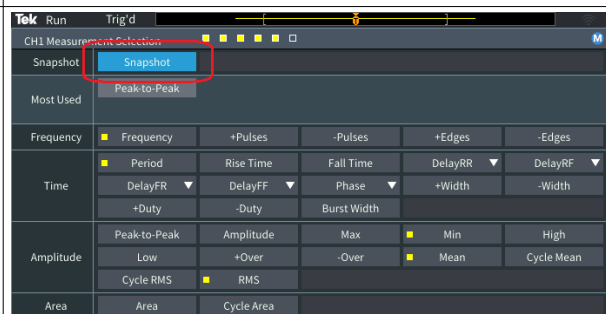 Tek Run Trig'd
CH1 Measurement Selection M
Snapshot Snapshot
Most Used Peak-to-Peak
Frequency Frequency +Pulses -Pulses +Edges -Edges
Time Period Rise Time Fall Time DelayRR DelayRF
DelayFR DelayFF Phase +Width -Width
+Duty -Duty Burst Width
Amplitude Peak-to-Peak Amplitude Max Min High
Low +Over -Over Mean Cycle Mean
Cycle RMS RMS
Area Area Cycle Area